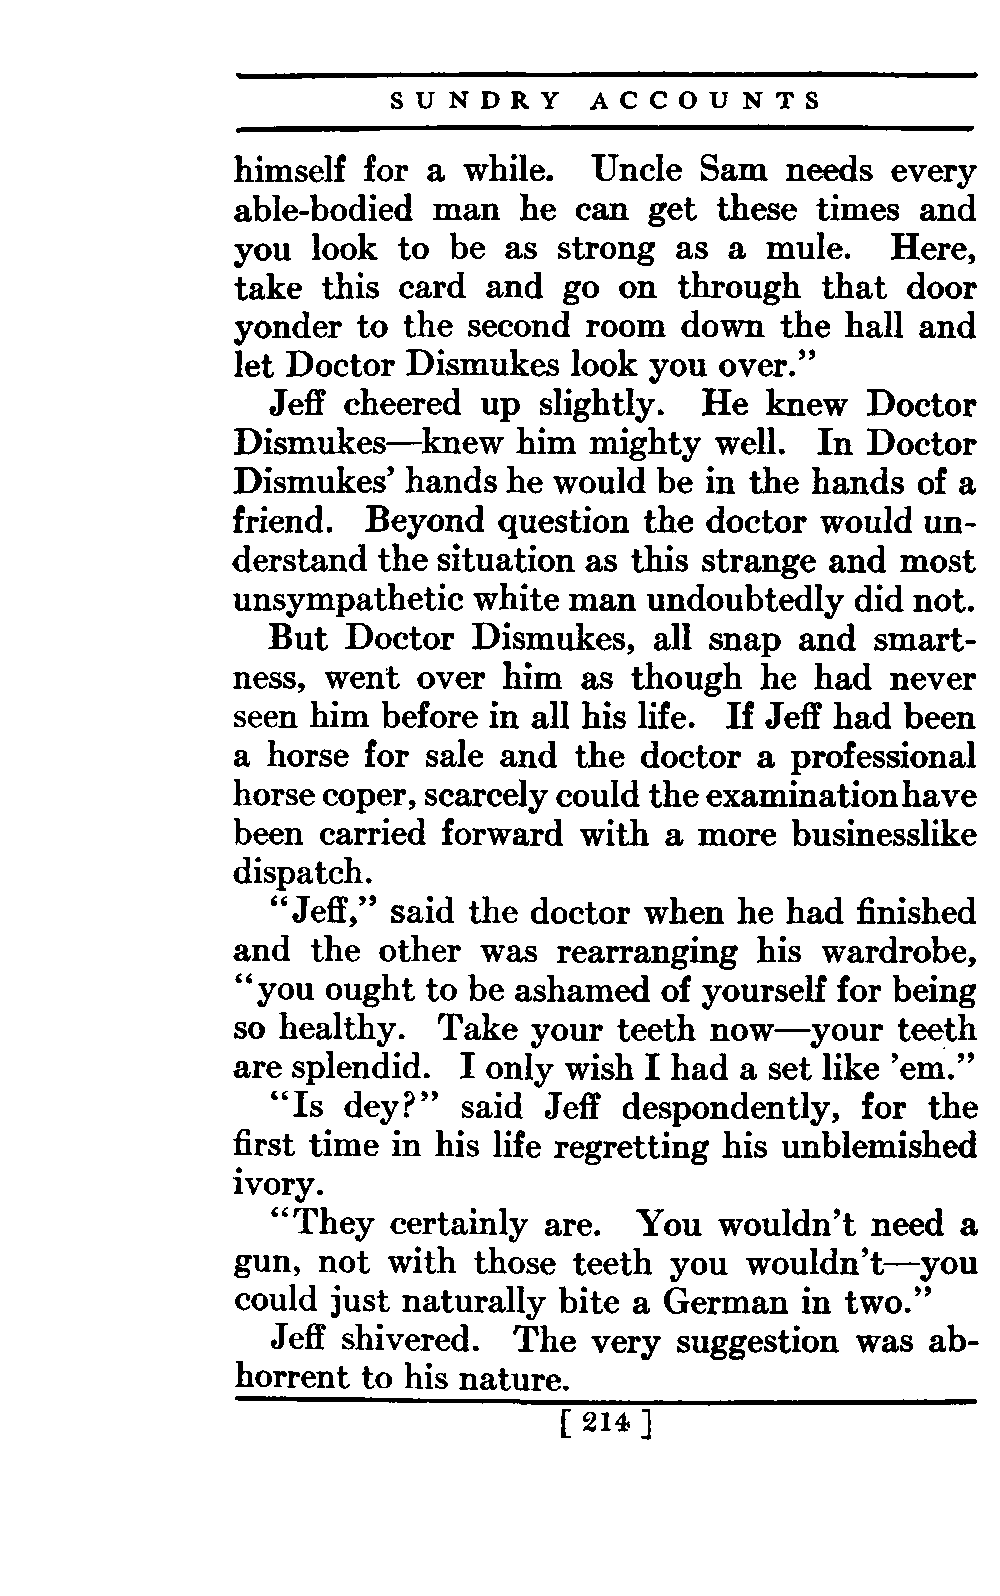 SUNDRY ACCOUNTS
himself for a while. Uncle Sam needs every
able-bodied man he can get these times and
you look to be as strong as a mule. Here,
take this card and go on through that door
yonder to the second room down the hall and
let Doctor Dismukes look you over.”
Jeff cheered up slightly. He knew Doctor
Dismukes—knew him mighty well. In Doctor
Dismukes’ hands he would be in the hands of a
friend. Beyond question the doctor would un-
derstand the situation as this strange and most
unsympathetic white man undoubtedly did not.
But Doctor Dismukes, all snap and smart-
ness, went over him as though he had never
seen him before in all his life. If Jeff had been
a horse for sale and the doctor a professional
horse coper, scarcely could the examination have
been carried forward with a more businesslike
dispatch.
“Jeff,” said the doctor when he had finished
and the other was rearranging his wardrobe,
“you ought to be ashamed of yourself for being
so healthy. Take your teeth now—your teeth
are splendid. I only wish I had a set like ’em.”
“Is dey?” said Jeff despondently, for the
first time in his life regretting his unblemished
ivory.
“They certainly are. You wouldn’t need a
gun, not with those teeth you wouldn’t—you
could just naturally bite a German in two.”
Jeff shivered. The very suggestion was ab-
horrent to his nature.
[ 214 ]